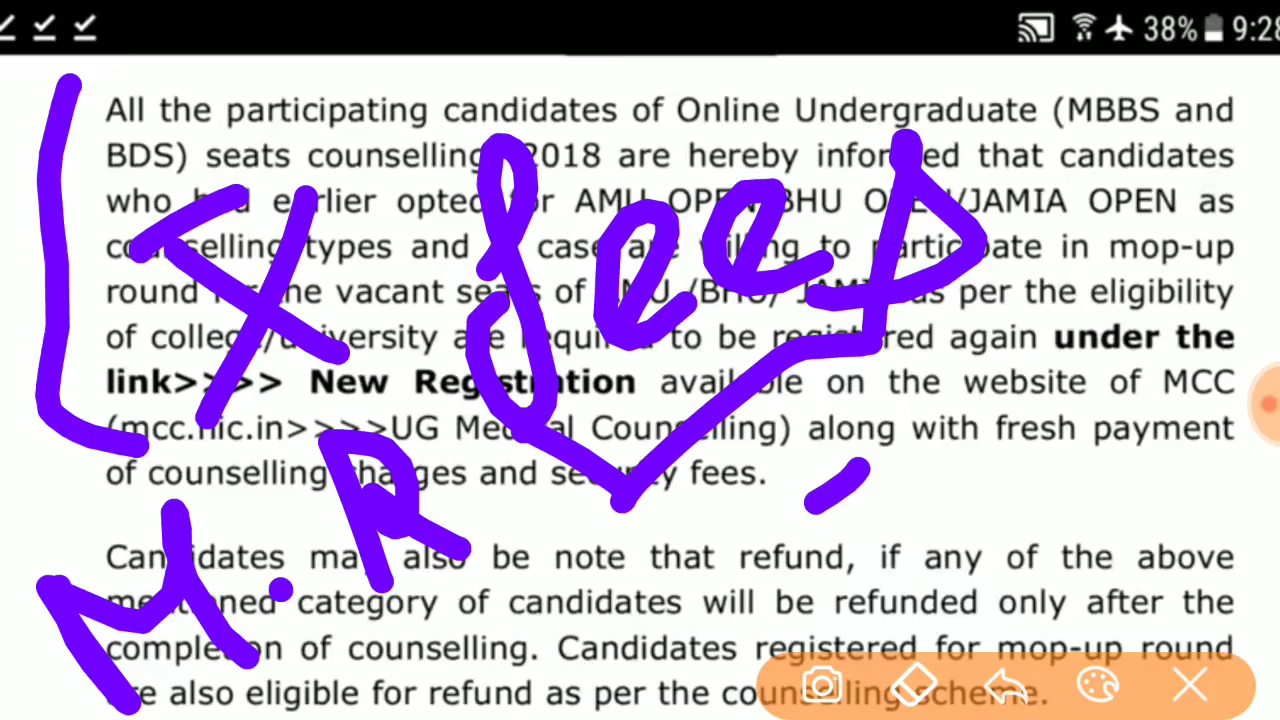 38% 9:28
All the participating candidates of Online Undergraduate (MBBS and
BDS) seats counselling 2018 are hereby informed that candidates
who had earlier opted for AMU OPEN/BHU OPEN/JAMIA OPEN as
counselling types and in case are willing to participate in mop-up
round for the vacant seats of AMU /BHU/ JAMIA as per the eligibility
of college/university are required to be registered again under the
link>>>> New Registration available on the website of MCC
(mcc.nic.in>>>>UG Medical Counselling) along with fresh payment
of counselling charges and security fees.
X fees
M.R
Candidates may also be note that refund, if any of the above
mentioned category of candidates will be refunded only after the
completion of counselling. Candidates registered for mop-up round
are also eligible for refund as per the counselling scheme.